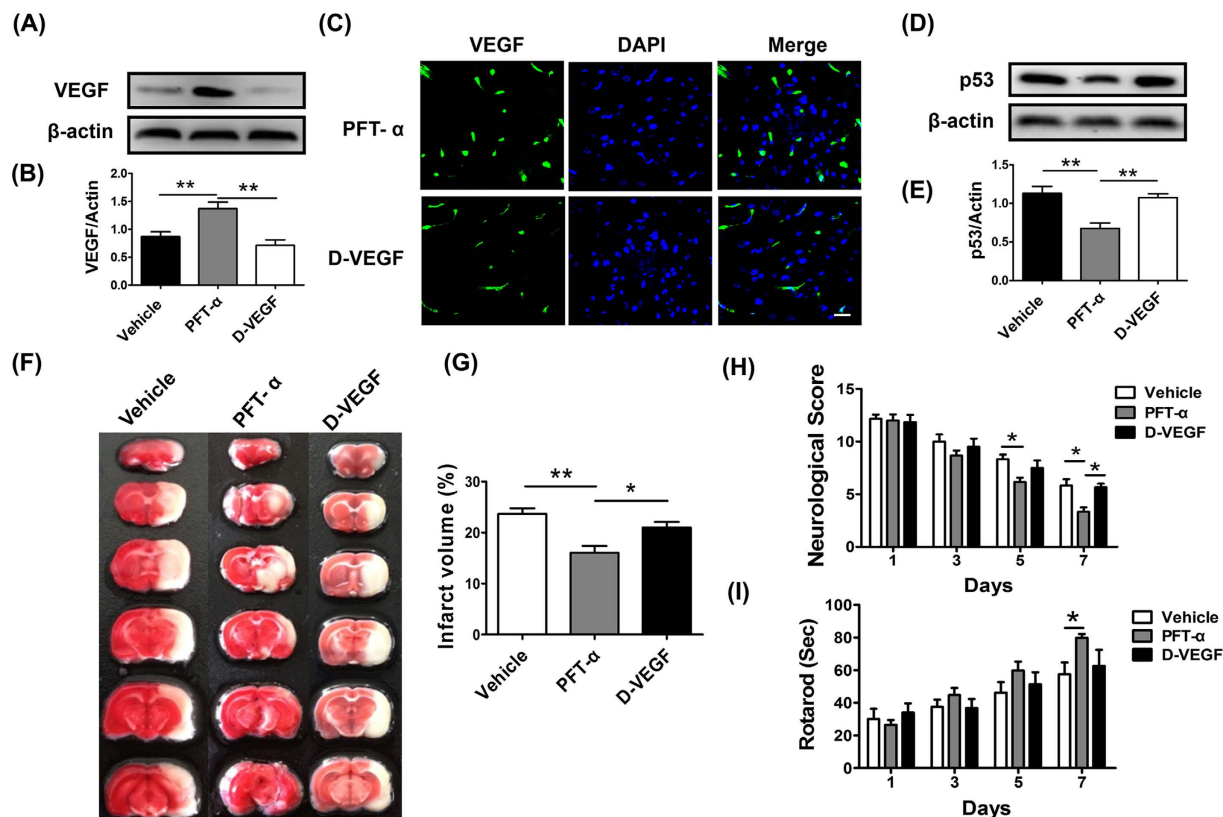 (A)
VEGF
β-actin
(B)
VEGF/Actin
2.0
1.5
1.0
0.5
0.0
** **
Vehicle
PFT-α
D-VEGF
(C)
VEGF DAPI Merge
PFT- α
D-VEGF
(D)
p53
β-actin
(E)
p53/Actin
1.5
1.0
0.5
0.0
** **
Vehicle
PFT-α
D-VEGF
(F)
Vehicle
PFT- α
D-VEGF
(G)
Infarct volume (%)
30
20
10
0
** *
Vehicle
PFT-α
D-VEGF
(H)
Neurological Score
15
10
5
0
* * *
1 3 5 7
Days
Vehicle
PFT-α
D-VEGF
(I)
Rotarod (Sec)
100
80
60
40
20
0
*
1 3 5 7
Days
Vehicle
PFT-α
D-VEGF